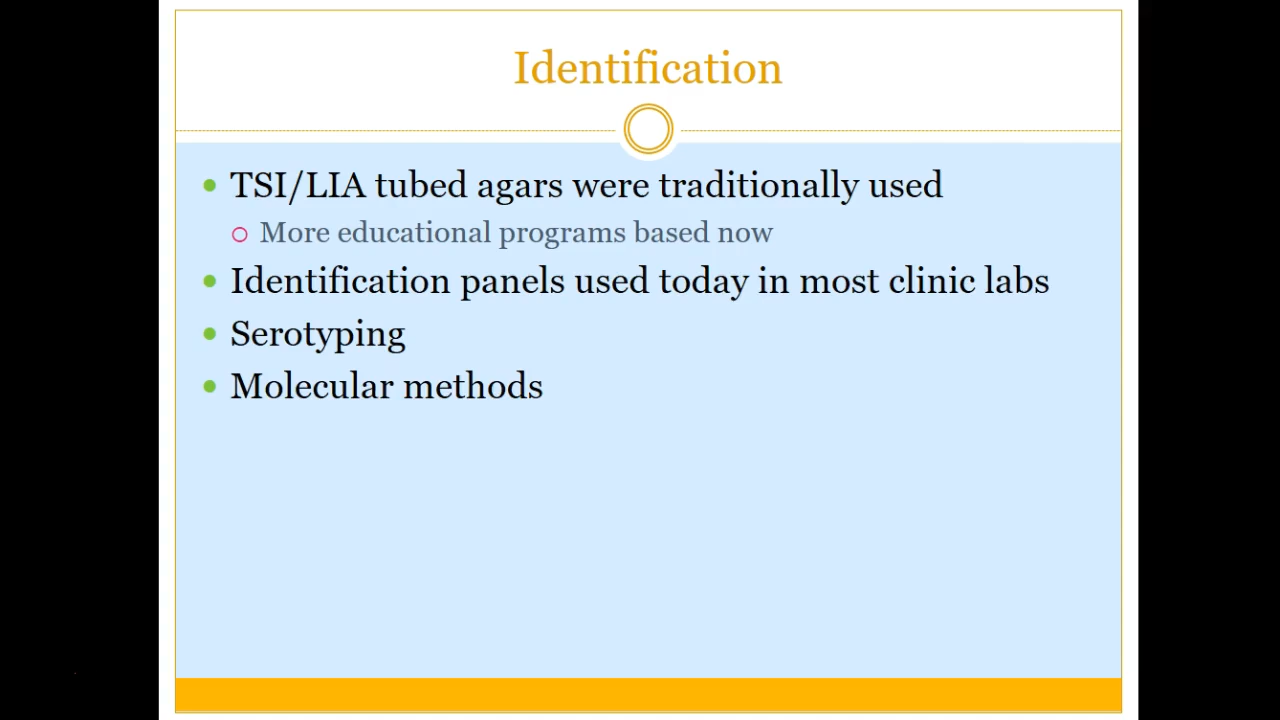 Identification
TSI/LIA tubed agars were traditionally used
More educational programs based now
Identification panels used today in most clinic labs
Serotyping
Molecular methods